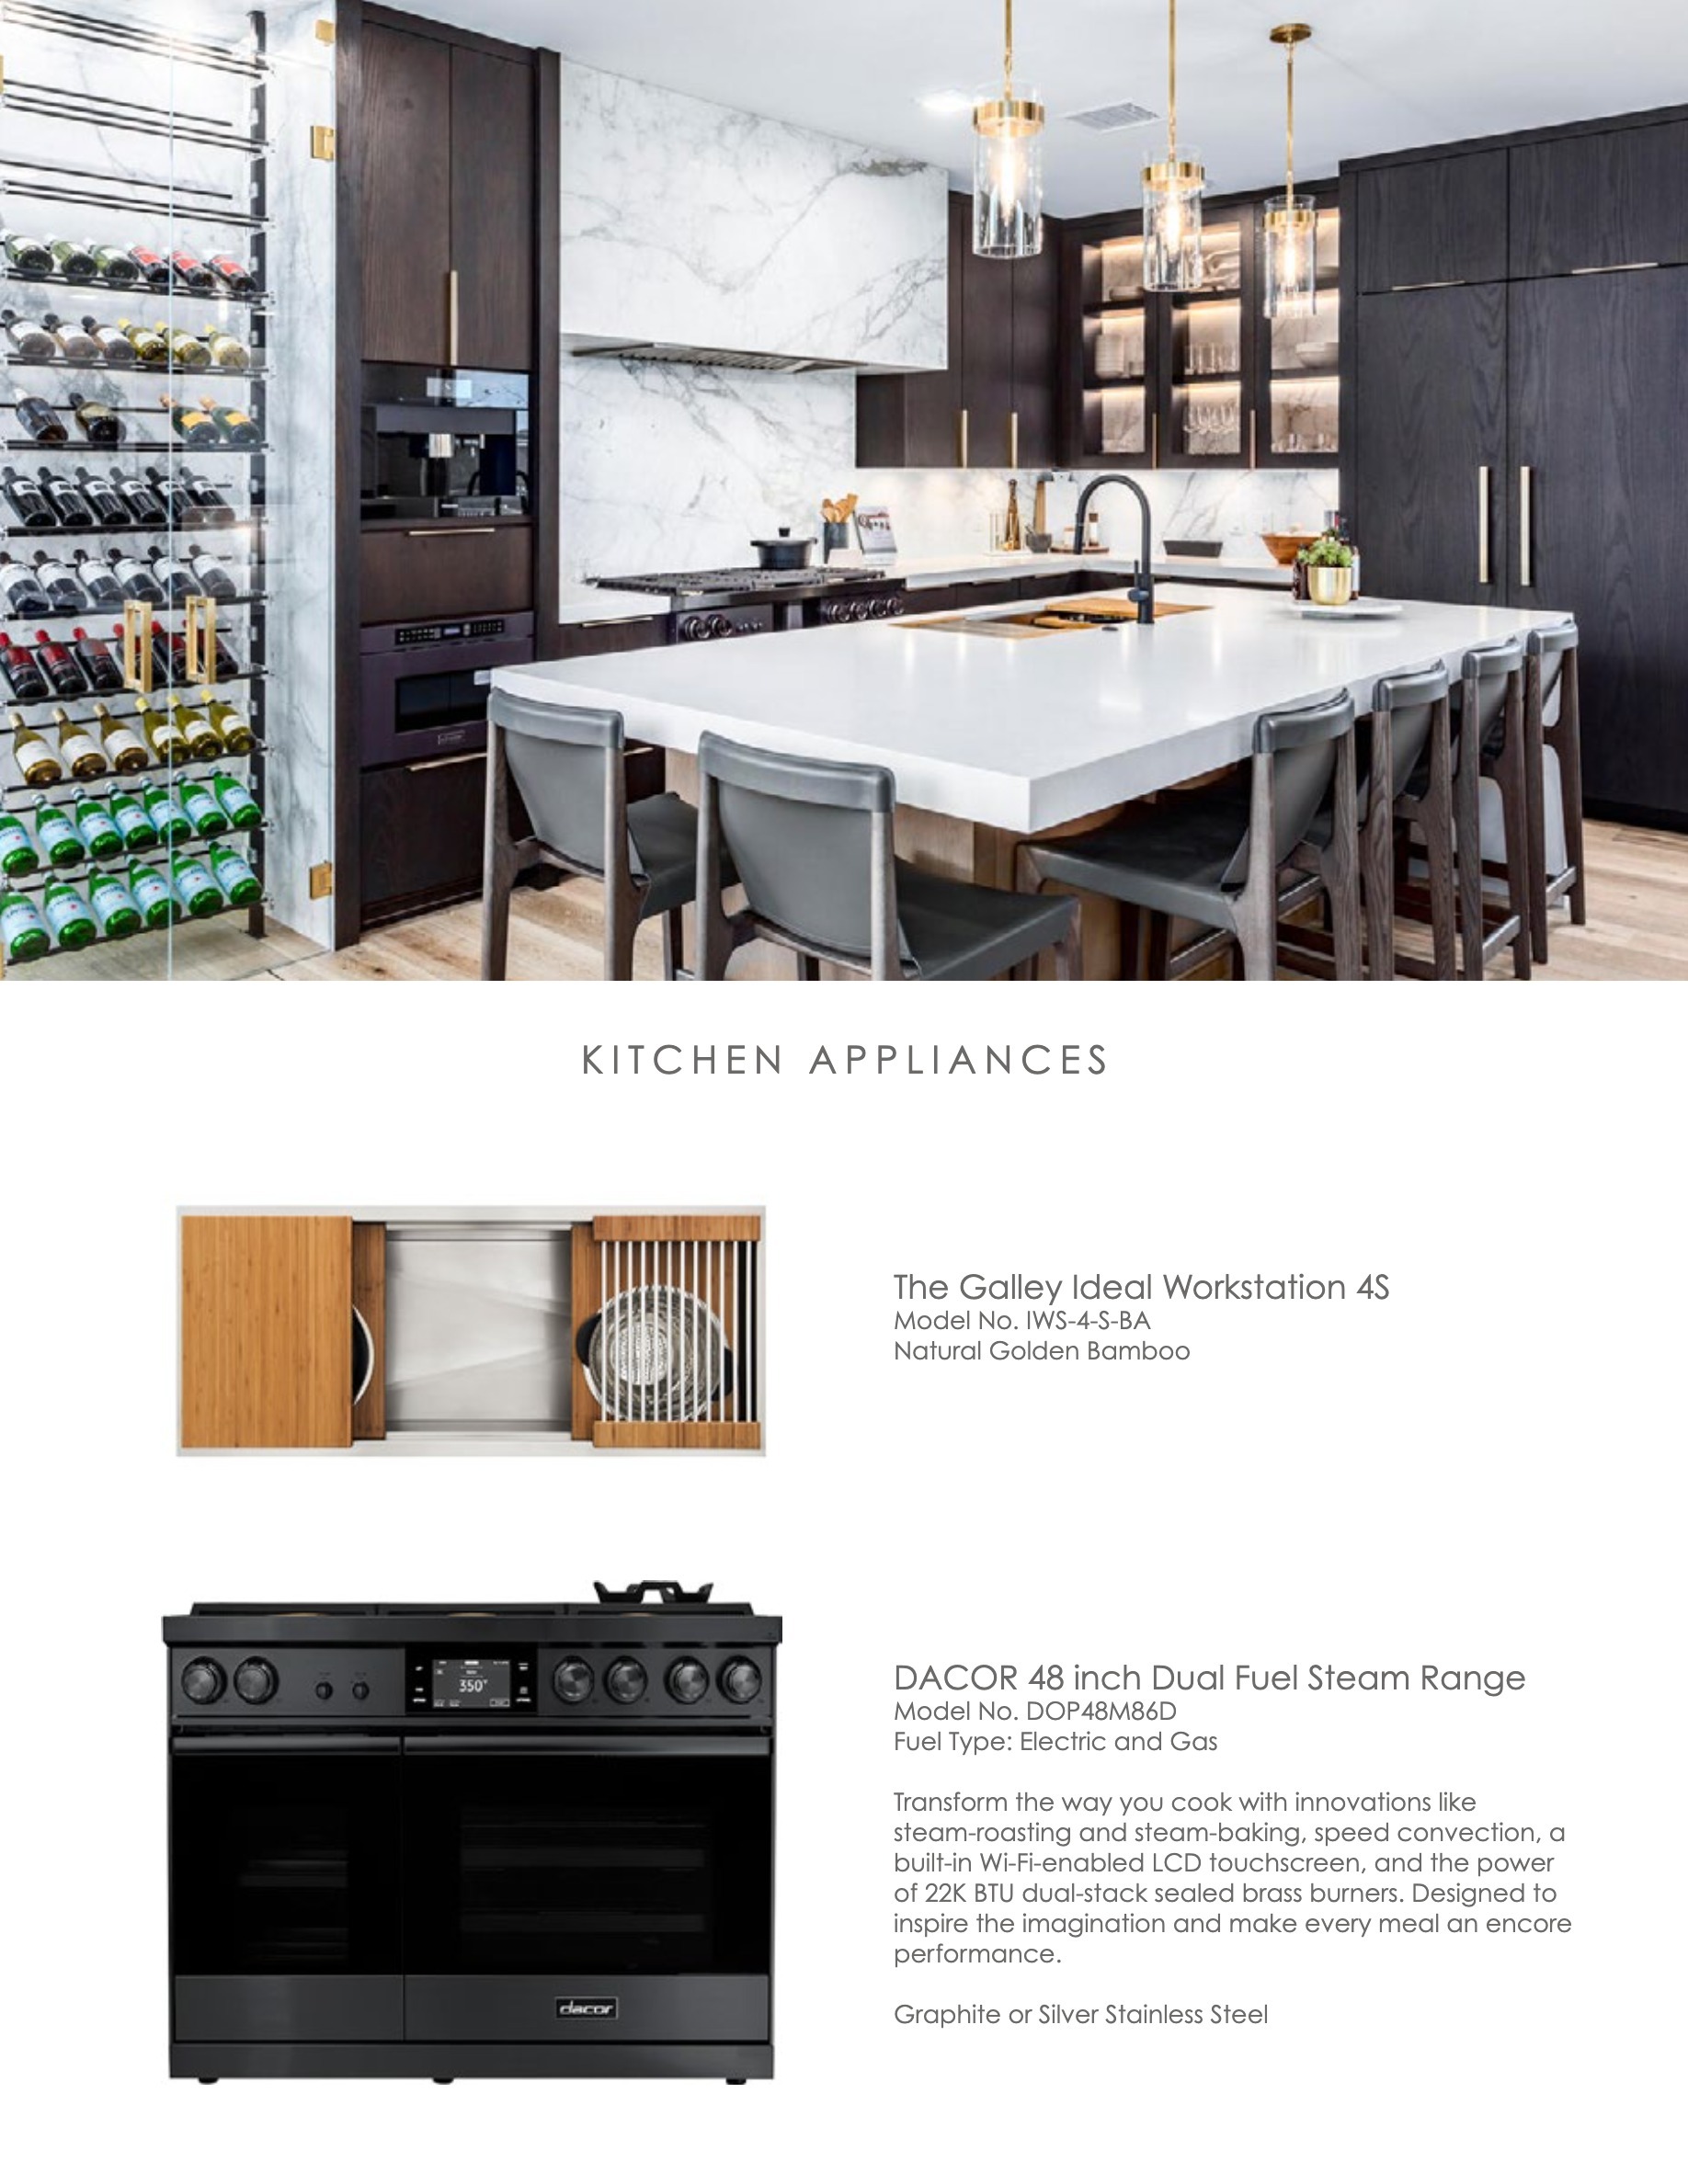 KITCHEN APPLIANCES
The Galley Ideal Workstation 4S
Model No. IWS-4-S-BA
Natural Golden Bamboo
350°
DACOR 48 inch Dual Fuel Steam Range
Model No. DOP48M86D
Fuel Type: Electric and Gas
Transform the way you cook with innovations like
steam-roasting and steam-baking, speed convection, a
built-in Wi-Fi-enabled LCD touchscreen, and the power
of 22K BTU dual-stack sealed brass burners. Designed to
inspire the imagination and make every meal an encore
performance.
Graphite or Silver Stainless Steel
dacor